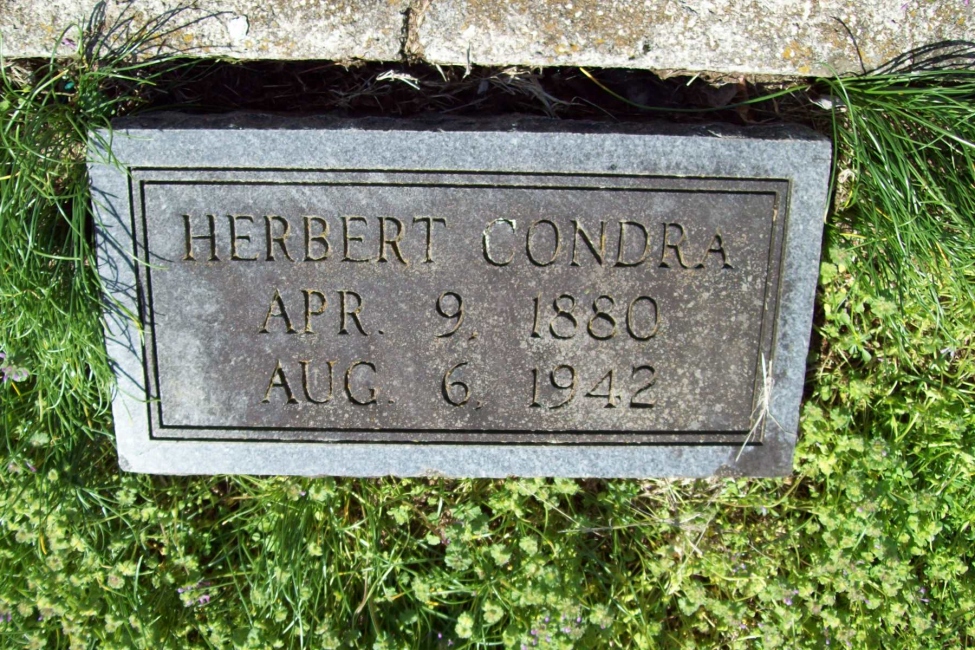 HERBERT CONDRA
APR. 9, 1880
AUG. 6, 1942